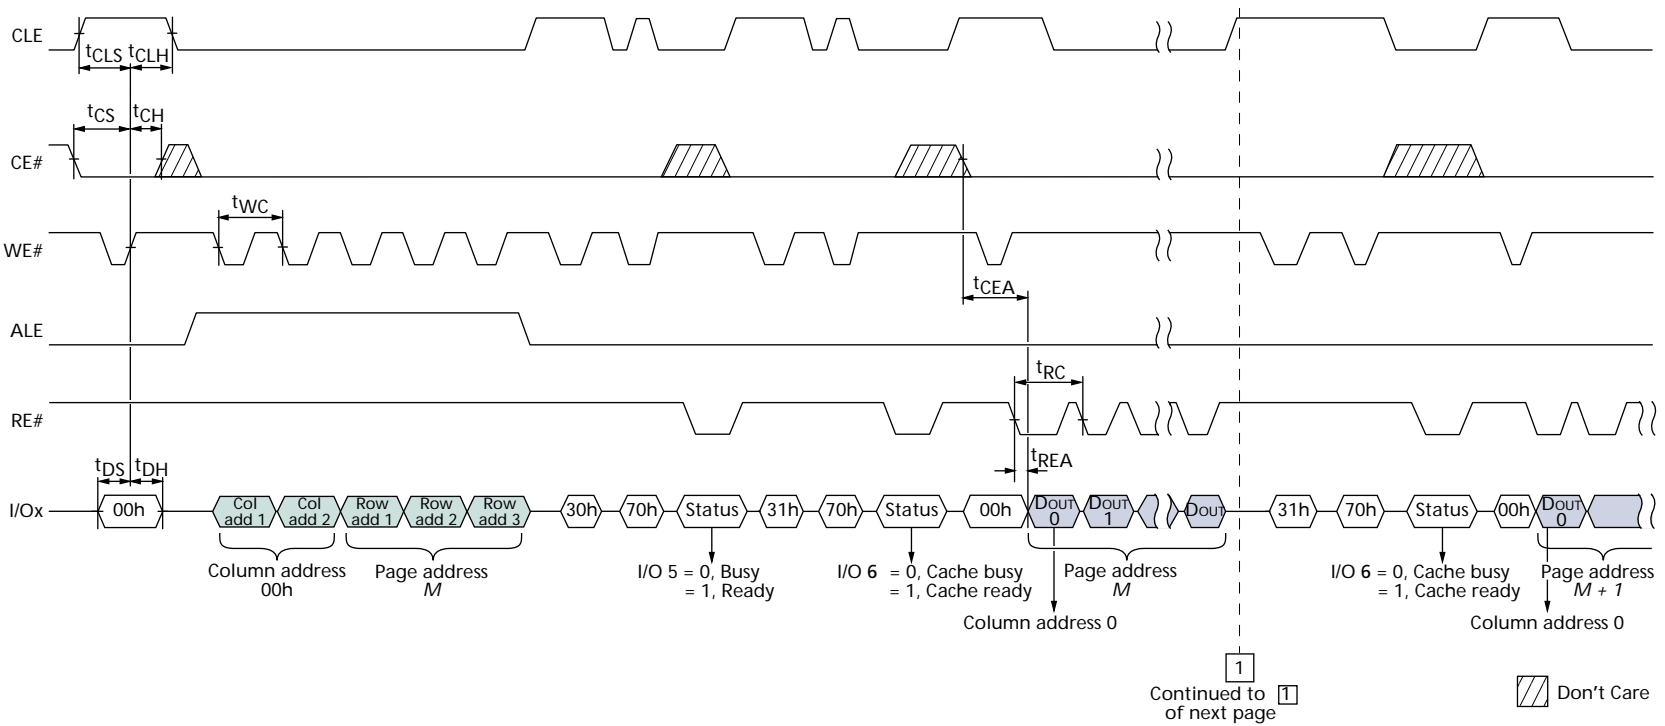 CLE
tCLS tCLH
tCS tCH
CE#
tWC
WE#
tCEA
ALE
tRC
RE#
tREA
tDS tDH
I/Ox
00h
Col add 1
Col add 2
Row add 1
Row add 2
Row add 3
30h
70h
Status
31h
70h
Status
00h
DOUT 0
DOUT 1
DOUT
31h
70h
Status
00h
DOUT 0
Column address
00h
Page address
M
I/O 5 = 0, Busy
= 1, Ready
I/O 6 = 0, Cache busy
= 1, Cache ready
Page address
M
Column address 0
I/O 6 = 0, Cache busy
= 1, Cache ready
Page address
M + 1
Column address 0
1
Continued to 1
of next page
Don't Care